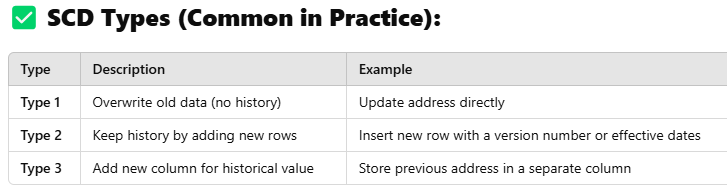 ✅ SCD Types (Common in Practice):
Type Description Example
Type 1 Overwrite old data (no history) Update address directly
Type 2 Keep history by adding new rows Insert new row with a version number or effective dates
Type 3 Add new column for historical value Store previous address in a separate column